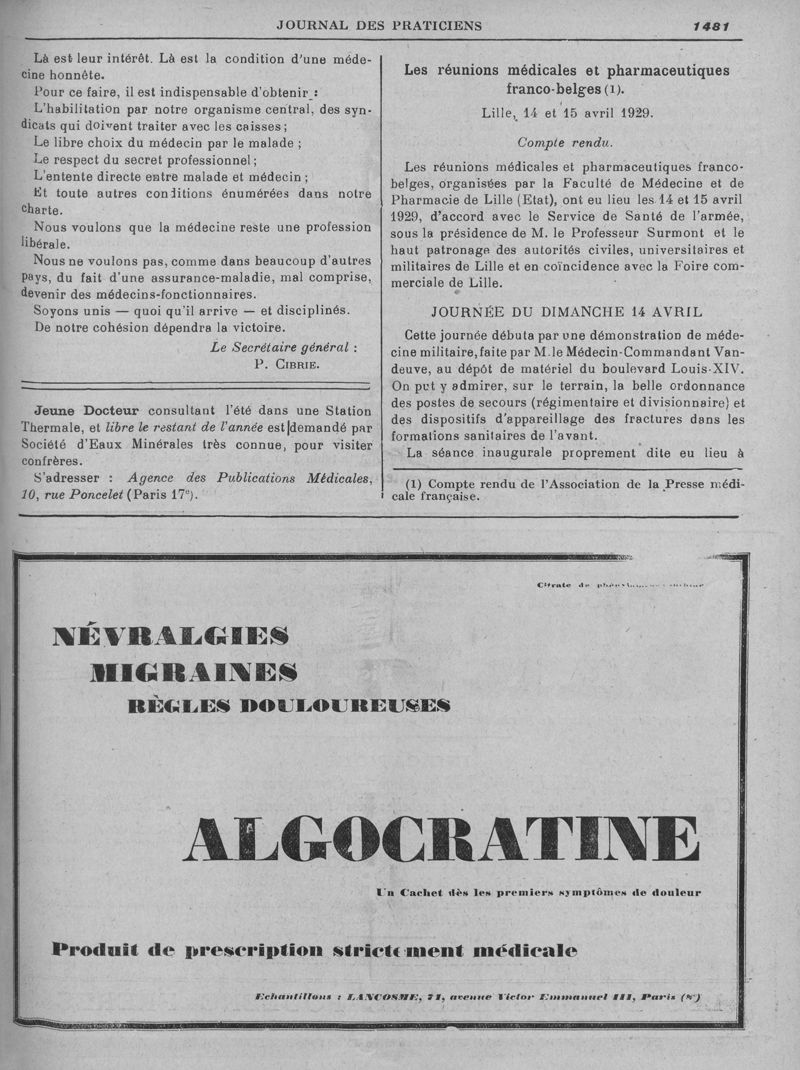 JOURNAL DES PRATICIENS 1481
Là est leur intérêt. Là est la condition d'une méde-
cine honnête.
Pour ce faire, il est indispensable d'obtenir :
L'habilitation par notre organisme central, des syn-
dicats qui doivent traiter avec les caisses ;
Le libre choix du médecin par le malade ;
Le respect du secret professionnel ;
L'entente directe entre malade et médecin ;
Et toute autres conditions énumérées dans notre
charte.
Nous voulons que la médecine reste une profession
libérale.
Nous ne voulons pas, comme dans beaucoup d'autres
pays, du fait d'une assurance-maladie, mal comprise,
devenir des médecins-fonctionnaires.
Soyons unis — quoi qu'il arrive — et disciplinés.
De notre cohésion dépendra la victoire.
Le Secrétaire général :
P. CIBRIE.
Jeune Docteur consultant l'été dans une Station
Thermale, et libre le restant de l'année est demandé par
Société d'Eaux Minérales très connue, pour visiter
confrères.
S'adresser : Agence des Publications Médicales,
10, rue Poncelet (Paris 17e).
Les réunions médicales et pharmaceutiques
franco-belges (1).
Lille, 14 et 15 avril 1929.
Compte rendu.
Les réunions médicales et pharmaceutiques franco-
belges, organisées par la Faculté de Médecine et de
Pharmacie de Lille (Etat), ont eu lieu les 14 et 15 avril
1929, d'accord avec le Service de Santé de l'armée,
sous la présidence de M. le Professeur Surmont et le
haut patronage des autorités civiles, universitaires et
militaires de Lille et en coïncidence avec la Foire com-
merciale de Lille.
JOURNÉE DU DIMANCHE 14 AVRIL
Cette journée débuta par une démonstration de méde-
cine militaire, faite par M. le Médecin-Commandant Van-
deuve, au dépôt de matériel du boulevard Louis-XIV.
On put y admirer, sur le terrain, la belle ordonnance
des postes de secours (régimentaire et divisionnaire) et
des dispositifs d'appareillage des fractures dans les
formations sanitaires de l'avant.
La séance inaugurale proprement dite eu lieu à
(1) Compte rendu de l'Association de la Presse médi-
cale française.
Citrate de
NÉVRALGIES
MIGRAINES
RÈGLES DOULOUREUSES
ALGOCRATINE
Un Cachet dès les premiers symptômes de douleur
Produit de prescription strictement médicale
Echantillons : LANCOSME, 71, avenue Victor Emmanuel III, Paris (8e)